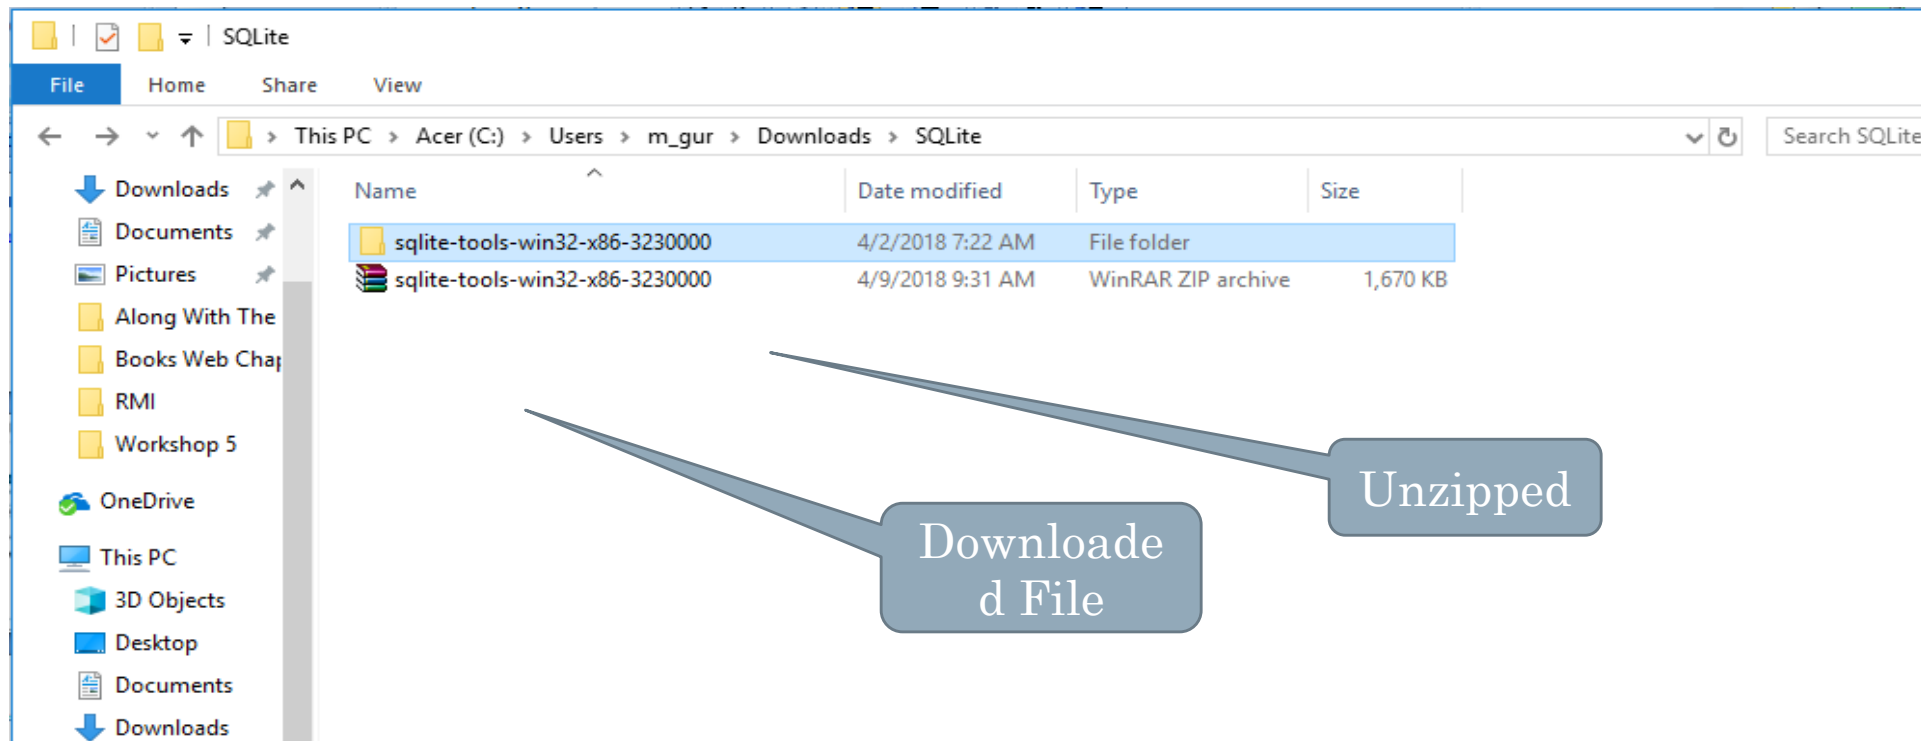 SQLite
File Home Share View
This PC > Acer (C:) > Users > m_gur > Downloads > SQLite
Search SQLite
Downloads
Documents
Pictures
Along With The
Books Web Chap
RMI
Workshop 5
OneDrive
This PC
3D Objects
Desktop
Documents
Downloads
Name Date modified Type Size
sqlite-tools-win32-x86-3230000 4/2/2018 7:22 AM File folder
sqlite-tools-win32-x86-3230000 4/9/2018 9:31 AM WinRAR ZIP archive 1,670 KB
Unzipped
Downloade
d File